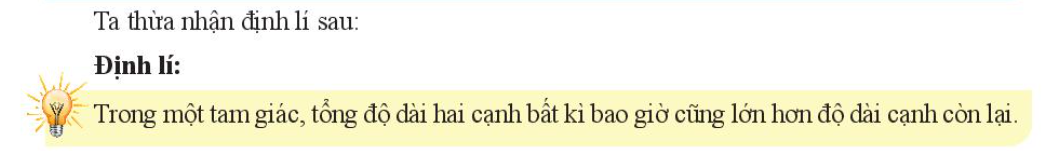 Ta thừa nhận định lí sau:
Định lí:
Trong một tam giác, tổng độ dài hai cạnh bất kì bao giờ cũng lớn hơn độ dài cạnh còn lại.